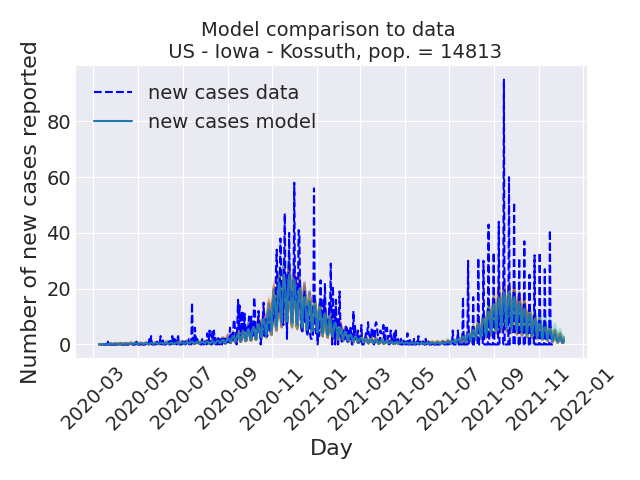 Model comparison to data
US - Iowa - Kossuth, pop. = 14813
Number of new cases reported
80
60
40
20
0
new cases data
new cases model
2020-03
2020-05
2020-07
2020-09
2020-11
2021-01
2021-03
2021-05
2021-07
2021-09
2021-11
2022-01
Day